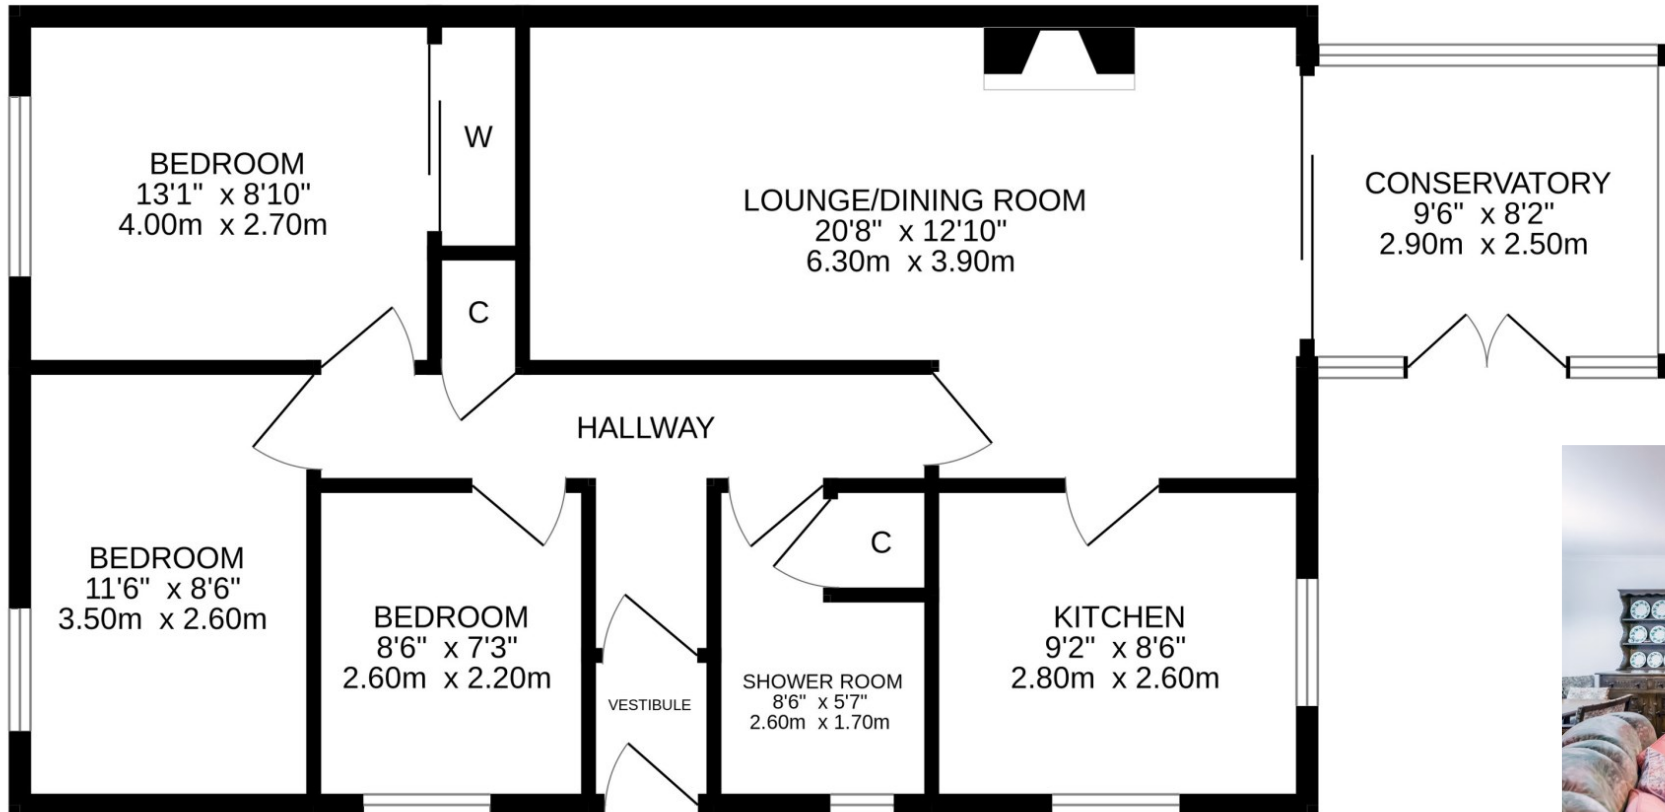 BEDROOM
13'1" x 8'10"
4.00m x 2.70m
W
C
LOUNGE/DINING ROOM
20'8" x 12'10"
6.30m x 3.90m
CONSERVATORY
9'6" x 8'2"
2.90m x 2.50m
HALLWAY
BEDROOM
11'6" x 8'6"
3.50m x 2.60m
BEDROOM
8'6" x 7'3"
2.60m x 2.20m
VESTIBULE
C
SHOWER ROOM
8'6" x 5'7"
2.60m x 1.70m
KITCHEN
9'2" x 8'6"
2.80m x 2.60m